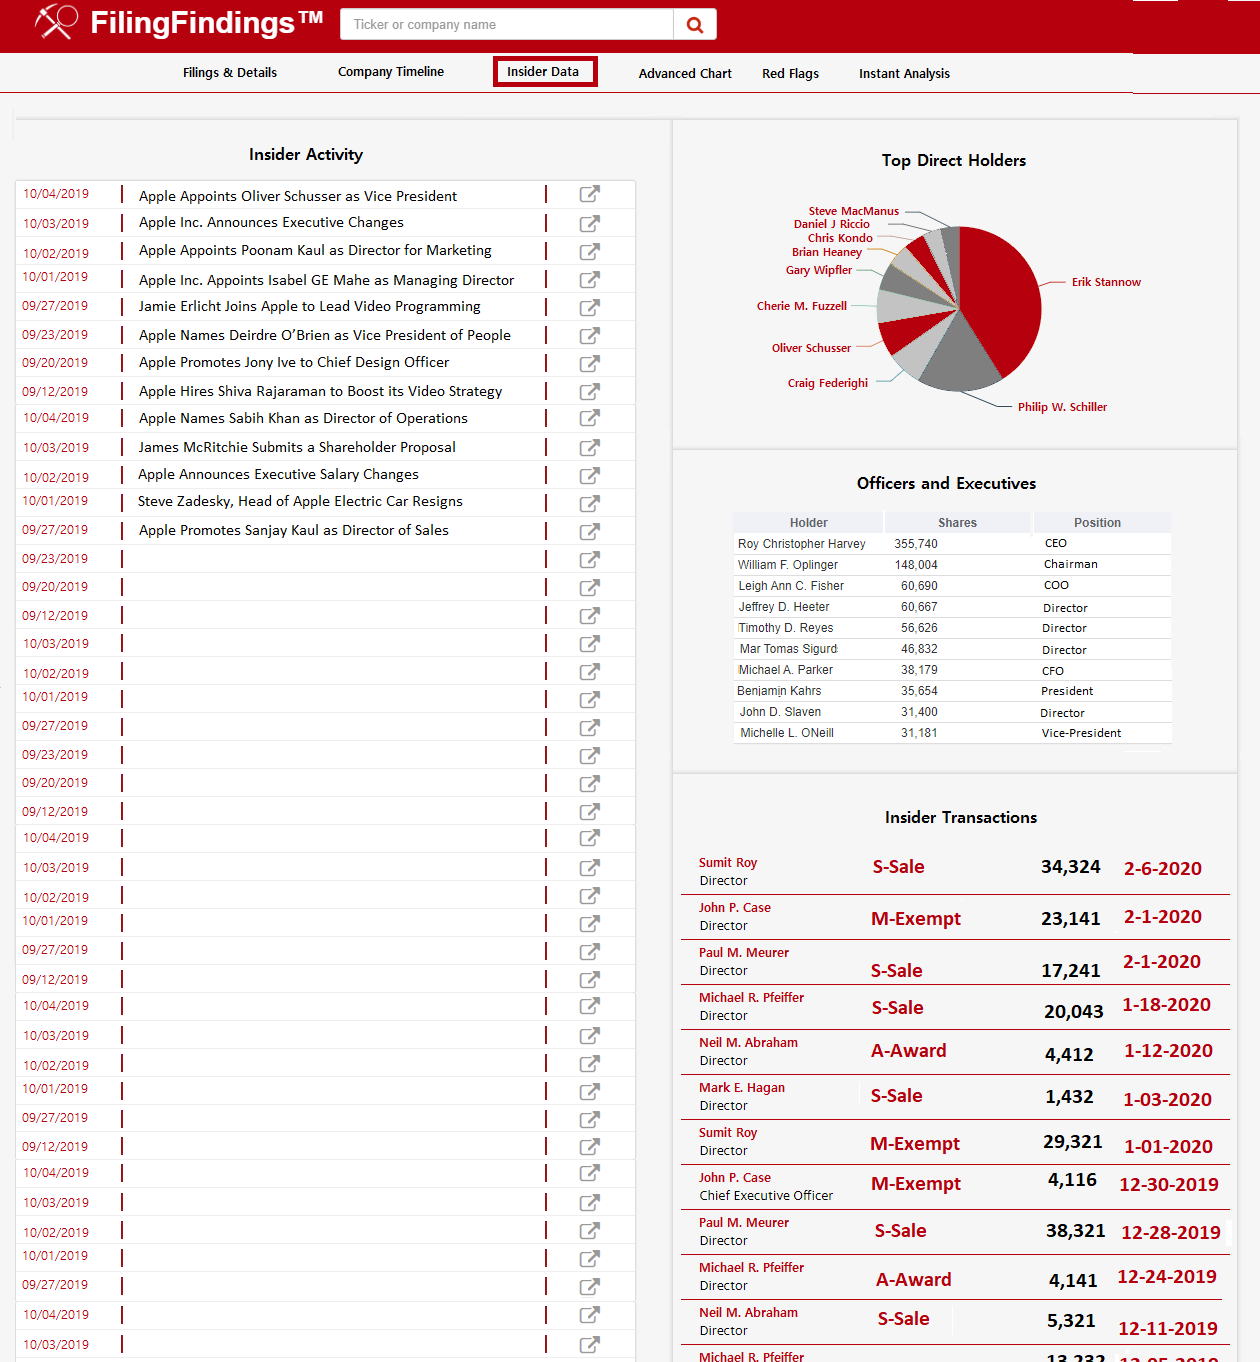 FilingFindings™
Ticker or company name
Filings & Details
Company Timeline
Insider Data
Advanced Chart
Red Flags
Instant Analysis
Insider Activity
10/04/2019 Apple Appoints Oliver Schusser as Vice President
10/03/2019 Apple Inc. Announces Executive Changes
10/02/2019 Apple Appoints Poonam Kaul as Director for Marketing
10/01/2019 Apple Inc. Appoints Isabel GE Mahe as Managing Director
09/27/2019 Jamie Erlicht Joins Apple to Lead Video Programming
09/23/2019 Apple Names Deirdre O’Brien as Vice President of People
09/20/2019 Apple Promotes Jony Ive to Chief Design Officer
09/12/2019 Apple Hires Shiva Rajaraman to Boost its Video Strategy
10/04/2019 Apple Names Sabih Khan as Director of Operations
10/03/2019 James McRitchie Submits a Shareholder Proposal
10/02/2019 Apple Announces Executive Salary Changes
10/01/2019 Steve Zadesky, Head of Apple Electric Car Resigns
09/27/2019 Apple Promotes Sanjay Kaul as Director of Sales
09/23/2019
09/20/2019
09/12/2019
10/03/2019
10/02/2019
10/01/2019
09/27/2019
09/23/2019
09/20/2019
09/12/2019
10/04/2019
10/03/2019
10/02/2019
10/01/2019
09/27/2019
09/12/2019
10/04/2019
10/03/2019
10/02/2019
10/01/2019
09/27/2019
09/12/2019
10/04/2019
10/03/2019
10/02/2019
10/01/2019
09/27/2019
10/04/2019
10/03/2019
Top Direct Holders
Steve MacManus
Daniel J Riccio
Chris Kondo
Brian Heaney
Gary Wipfler
Cherie M. Fuzzell
Oliver Schusser
Craig Federighi
Erik Stannow
Philip W. Schiller
Officers and Executives
Holder Shares Position
Roy Christopher Harvey 355,740 CEO
William F. Oplinger 148,004 Chairman
Leigh Ann C. Fisher 60,690 COO
Jeffrey D. Heeter 60,667 Director
Timothy D. Reyes 56,626 Director
Mar Tomas Sigurd 46,832 Director
Michael A. Parker 38,179 CFO
Benjamin Kahrs 35,654 President
John D. Slaven 31,400 Director
Michelle L. ONeill 31,181 Vice-President
Insider Transactions
Sumit Roy
Director S-Sale 34,324 2-6-2020
John P. Case
Director M-Exempt 23,141 2-1-2020
Paul M. Meurer
Director S-Sale 17,241 2-1-2020
Michael R. Pfeiffer
Director S-Sale 20,043 1-18-2020
Neil M. Abraham
Director A-Award 4,412 1-12-2020
Mark E. Hagan
Director S-Sale 1,432 1-03-2020
Sumit Roy
Director M-Exempt 29,321 1-01-2020
John P. Case
Chief Executive Officer M-Exempt 4,116 12-30-2019
Paul M. Meurer
Director S-Sale 38,321 12-28-2019
Michael R. Pfeiffer
Director A-Award 4,141 12-24-2019
Neil M. Abraham
Director S-Sale 5,321 12-11-2019
Michael R. Pfeiffer 13,232 12-05-2019